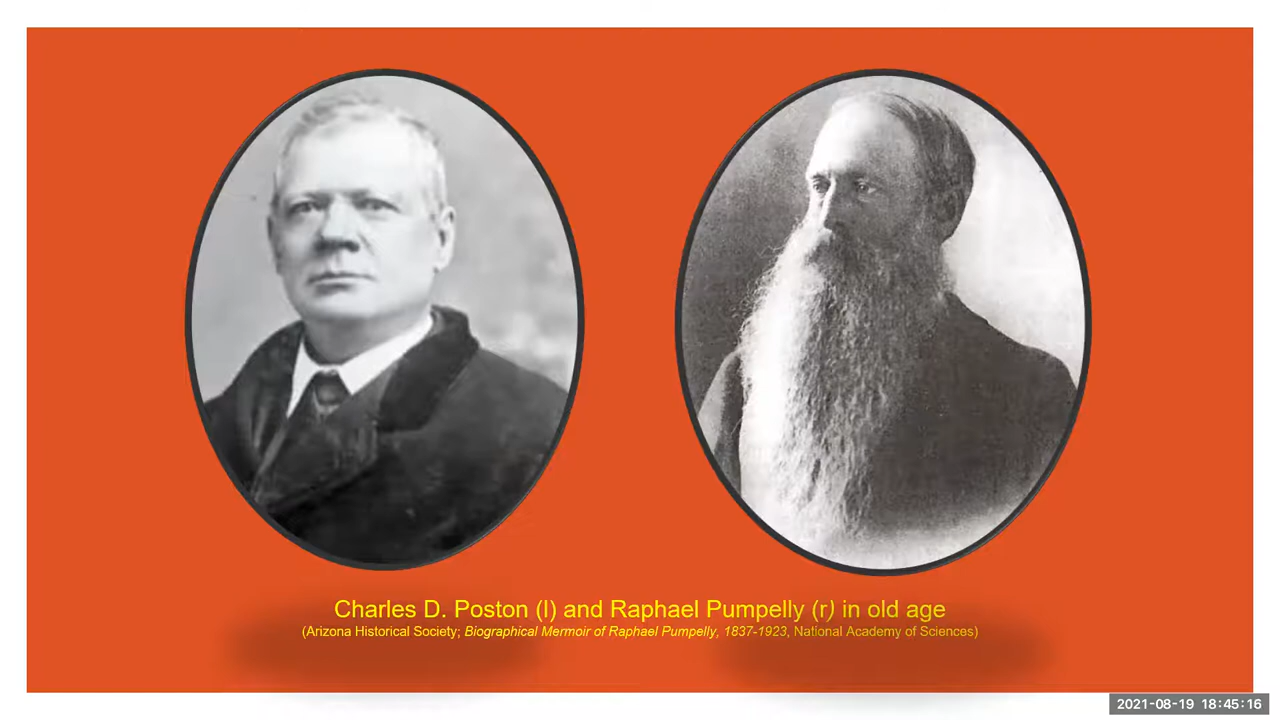 Charles D. Poston (l) and Raphael Pumpelly (r) in old age
(Arizona Historical Society; Biographical Mermoir of Raphael Pumpelly, 1837-1923, National Academy of Sciences)
2021-08-19 18:45:16